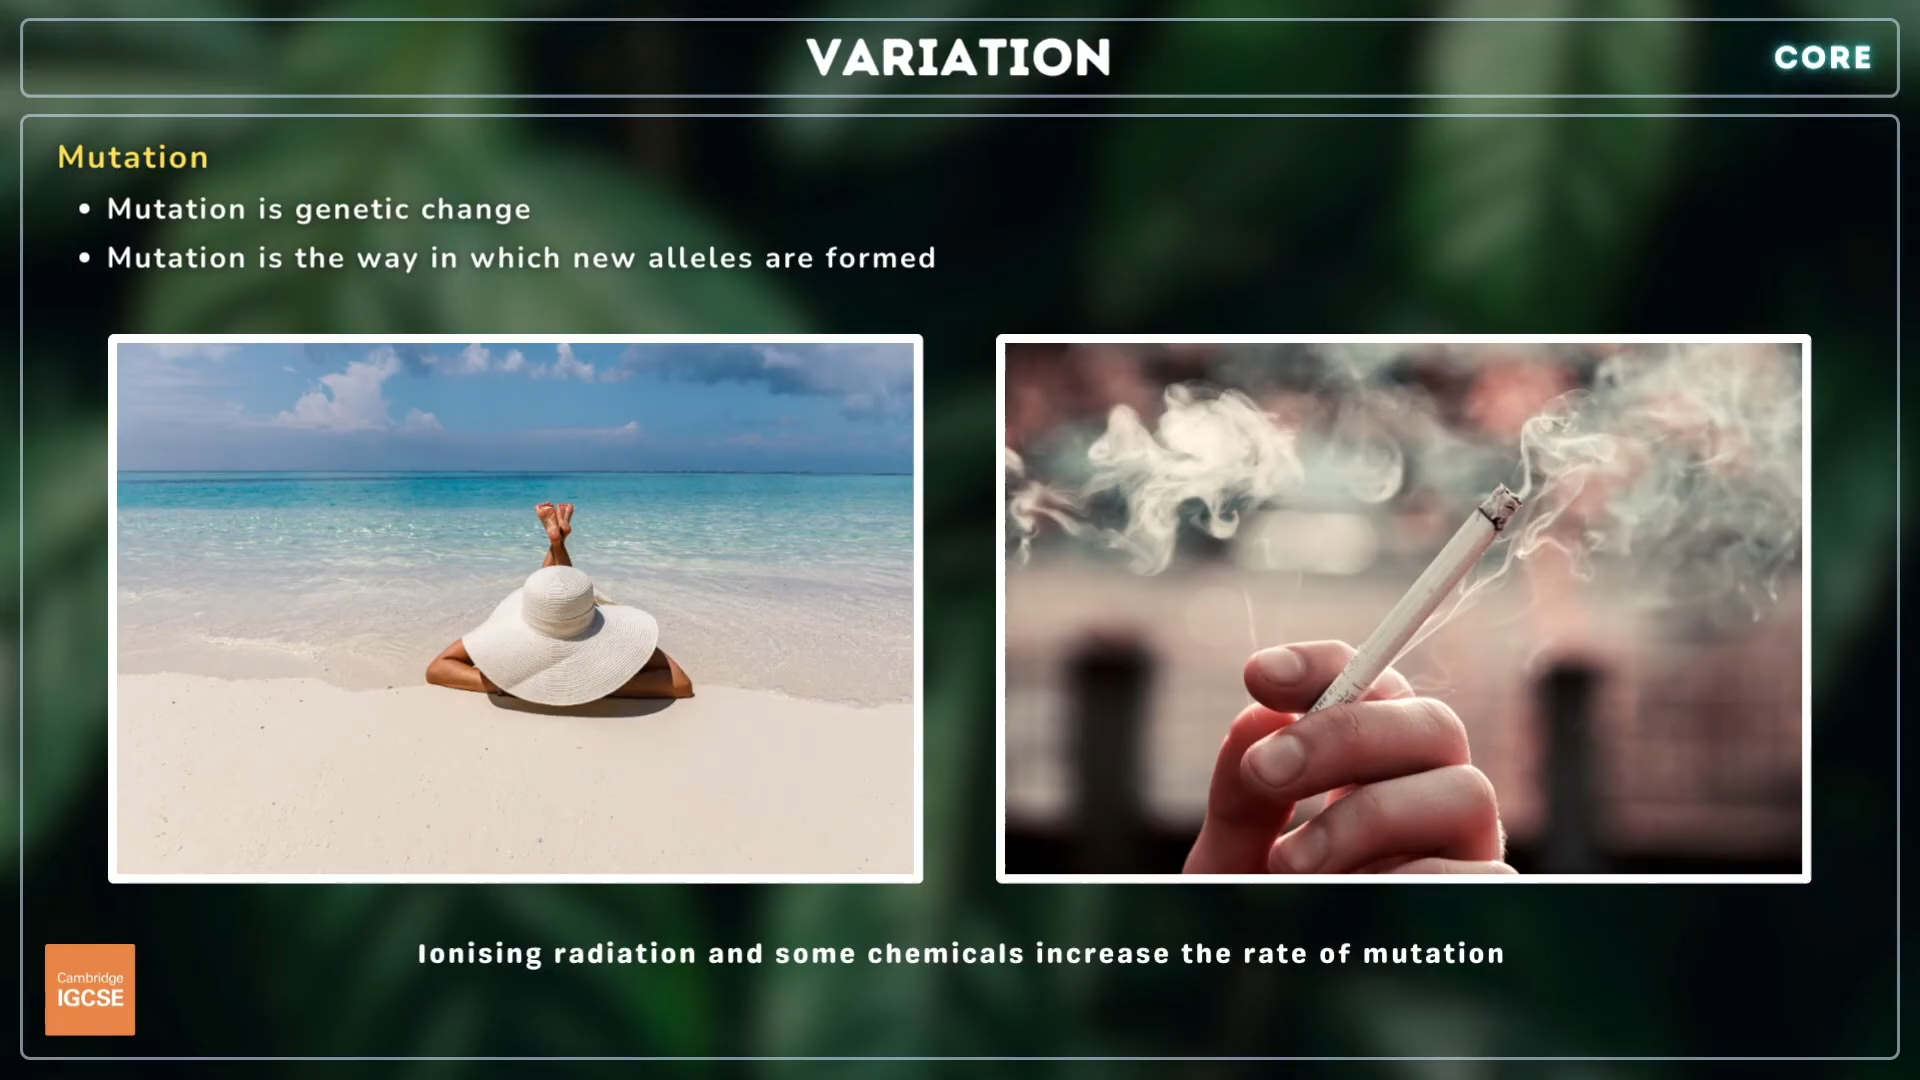 VARIATION
CORE
Mutation
• Mutation is genetic change
• Mutation is the way in which new alleles are formed
Ionising radiation and some chemicals increase the rate of mutation
Cambridge
IGCSE